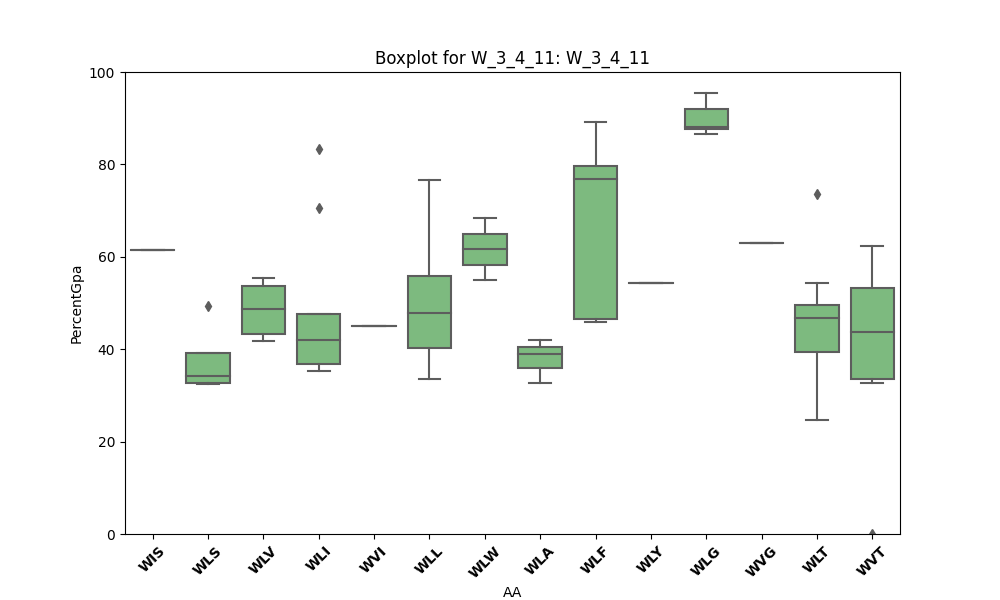 Boxplot for W_3_4_11: W_3_4_11
100
80
60
40
20
0
PercentGpa
WIS WLS WLV WLI WVI WLL WLW WLA WLF WLY WLG WVG WLT WVT
AA